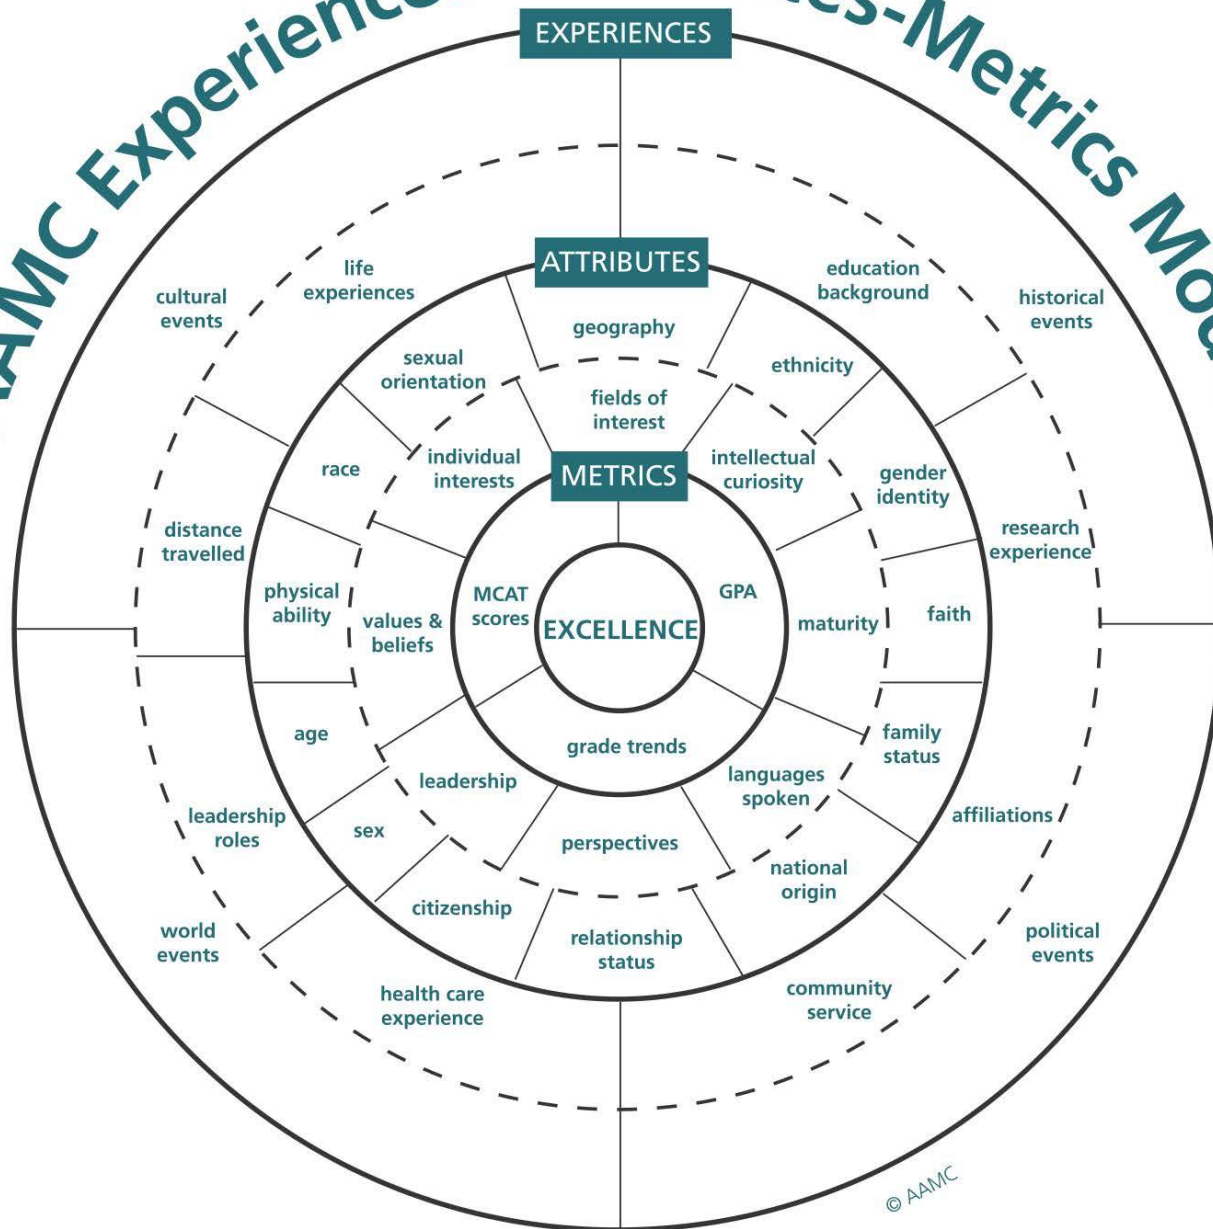 AAMC Experiences-Metrics Mod
EXPERIENCES
ATTRIBUTES
METRICS
EXCELLENCE
MCAT
scores
GPA
grade trends
fields of
interest
intellectual
curiosity
maturity
languages
spoken
perspectives
leadership
values &
beliefs
individual
interests
geography
ethnicity
gender
identity
faith
family
status
national
origin
relationship
status
citizenship
sex
age
physical
ability
race
sexual
orientation
life
experiences
education
background
research
experience
affiliations
community
service
health care
experience
leadership
roles
distance
travelled
cultural
events
historical
events
political
events
world
events
© AAMC